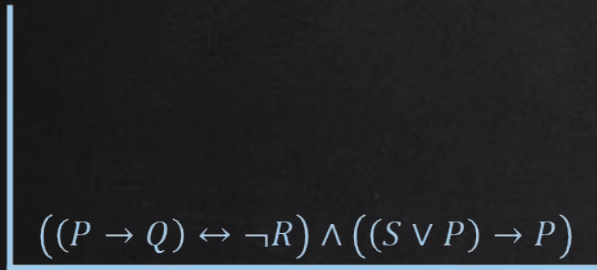 ((P → Q) ↔ ¬R) ∧ ((S ∨ P) → P)